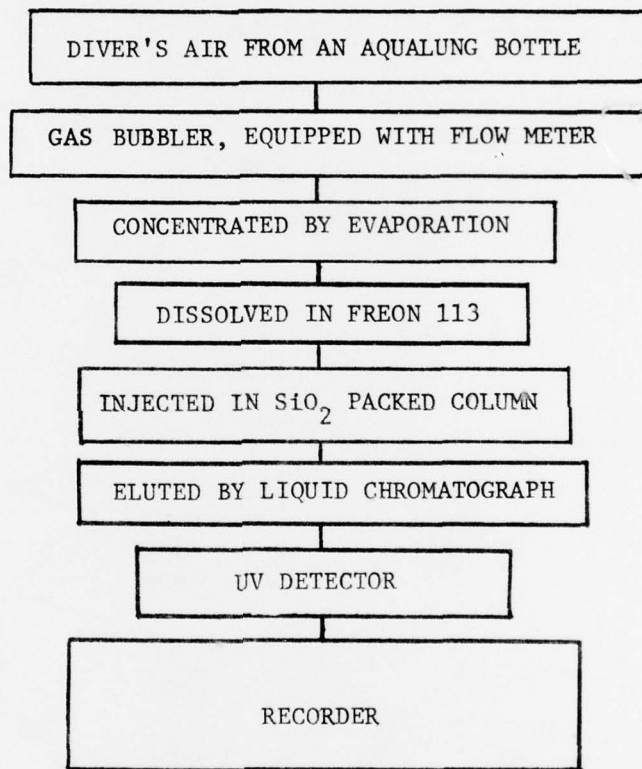 DIVER'S AIR FROM AN AQUALUNG BOTTLE
GAS BUBBLER, EQUIPPED WITH FLOW METER
CONCENTRATED BY EVAPORATION
DISSOLVED IN FREON 113
INJECTED IN SiO₂ PACKED COLUMN
ELUTED BY LIQUID CHROMATOGRAPH
UV DETECTOR
RECORDER